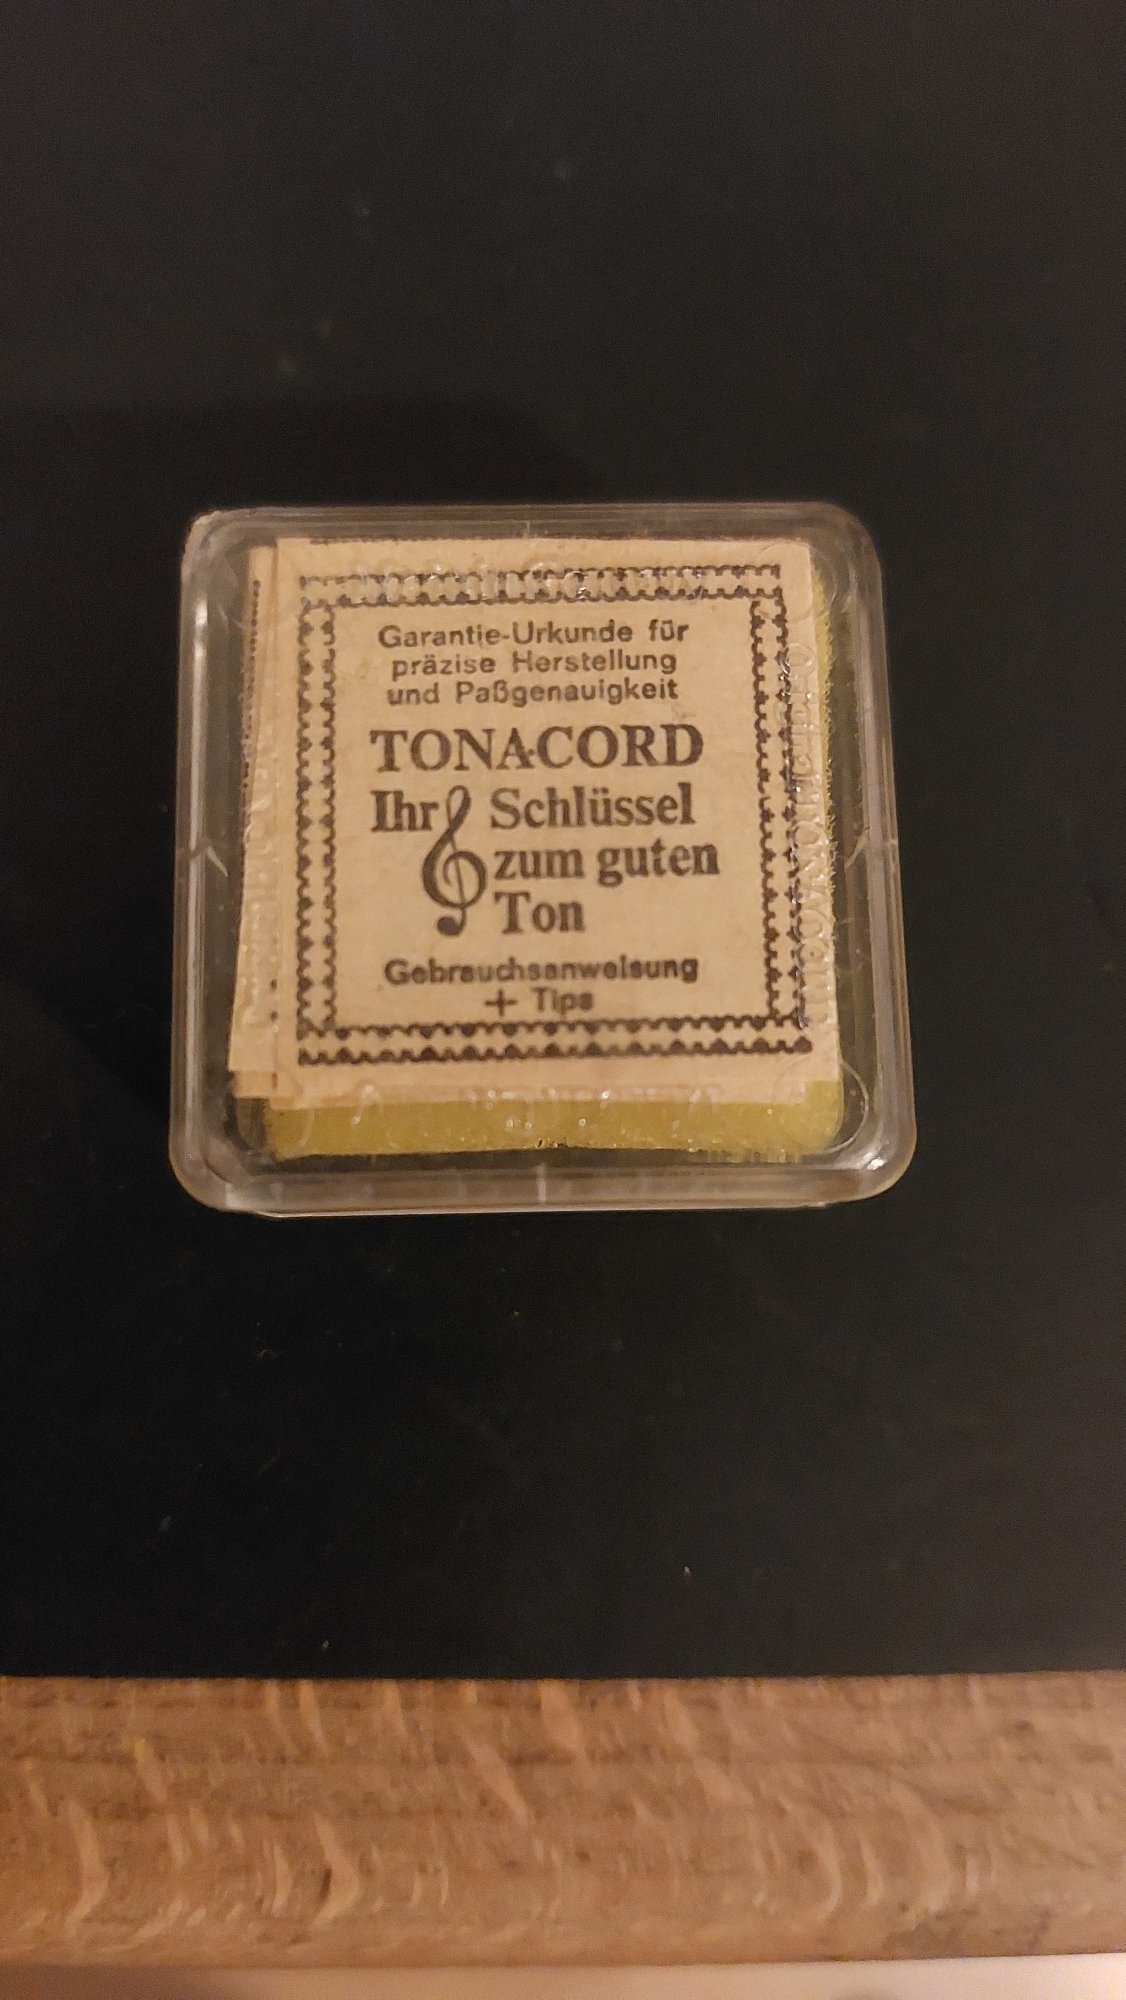 Garantie-Urkunde für
präzise Herstellung
und Paßgenauigkeit
TONACORD
Ihr Schlüssel
zum guten
Ton
Gebrauchsanweisung
+ Tips